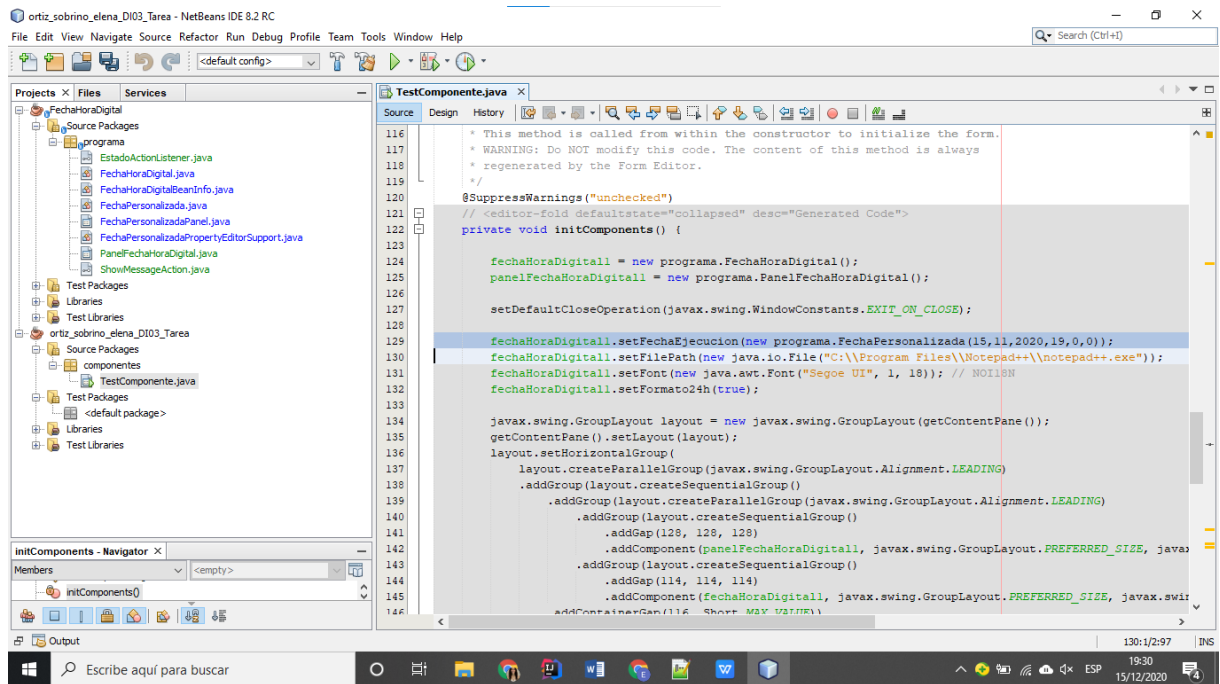 ortiz_sobrino_elena_DI03_Tarea - NetBeans IDE 8.2 RC
File Edit View Navigate Source Refactor Run Debug Profile Team Tools Window Help
Search (Ctrl+I)
<default config>
Projects Files Services
FechaHoraDigital
Source Packages
programa
EstadoActionListener.java
FechaHoraDigital.java
FechaHoraDigitalBeanInfo.java
FechaPersonalizada.java
FechaPersonalizadaPanel.java
FechaPersonalizadaPropertyEditorSupport.java
PanelFechaHoraDigital.java
ShowMessageAction.java
Test Packages
Libraries
Test Libraries
ortiz_sobrino_elena_DI03_Tarea
Source Packages
componentes
TestComponente.java
Test Packages
<default package>
Libraries
Test Libraries
initComponents - Navigator
Members <empty>
initComponents()
TestComponente.java
Source Design History
116 * This method is called from within the constructor to initialize the form.
117 * WARNING: Do NOT modify this code. The content of this method is always
118 * regenerated by the Form Editor.
119 */
120 @SuppressWarnings("unchecked")
121 // <editor-fold defaultstate="collapsed" desc="Generated Code">
122 private void initComponents() {
123
124 fechaHoraDigital1 = new programa.FechaHoraDigital();
125 panelFechaHoraDigital1 = new programa.PanelFechaHoraDigital();
126
127 setDefaultCloseOperation(javax.swing.WindowConstants.EXIT_ON_CLOSE);
128
129 fechaHoraDigital1.setFechaEjecucion(new programa.FechaPersonalizada(15,11,2020,19,0,0));
130 fechaHoraDigital1.setFilePath(new java.io.File("C:\\Program Files\\Notepad++\\notepad++.exe"));
131 fechaHoraDigital1.setFont(new java.awt.Font("Segoe UI", 1, 18)); // NOI18N
132 fechaHoraDigital1.setFormato24h(true);
133
134 javax.swing.GroupLayout layout = new javax.swing.GroupLayout(getContentPane());
135 getContentPane().setLayout(layout);
136 layout.setHorizontalGroup(
137 layout.createParallelGroup(javax.swing.GroupLayout.Alignment.LEADING)
138 .addGroup(layout.createSequentialGroup()
139 .addGroup(layout.createParallelGroup(javax.swing.GroupLayout.Alignment.LEADING)
140 .addGroup(layout.createSequentialGroup()
141 .addGap(128, 128, 128)
142 .addComponent(panelFechaHoraDigital1, javax.swing.GroupLayout.PREFERRED_SIZE, javax
143 .addGroup(layout.createSequentialGroup()
144 .addGap(114, 114, 114)
145 .addComponent(fechaHoraDigital1, javax.swing.GroupLayout.PREFERRED_SIZE, javax.swin
146 .addContainerGap(116, Short.MAX_VALUE))
Output
130:1/2:97 INS
Escribe aquí para buscar
ESP
19:30
15/12/2020
4